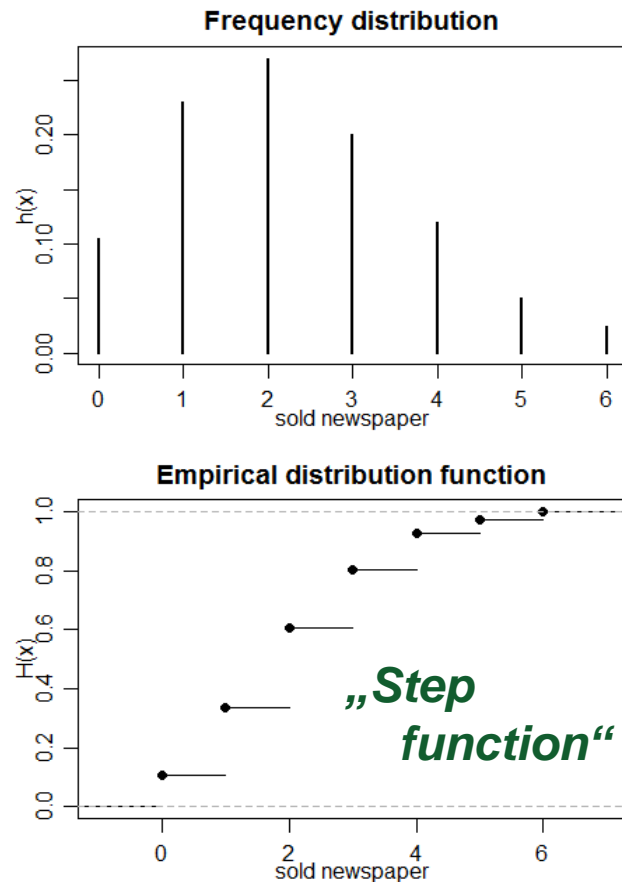 Frequency distribution
h(x)
0.20
0.10
0.00
0 1 2 3 4 5 6
sold newspaper
Empirical distribution function
H(x)
1.0
0.8
0.6
0.4
0.2
0.0
„Step
function“
0 2 4 6
sold newspaper